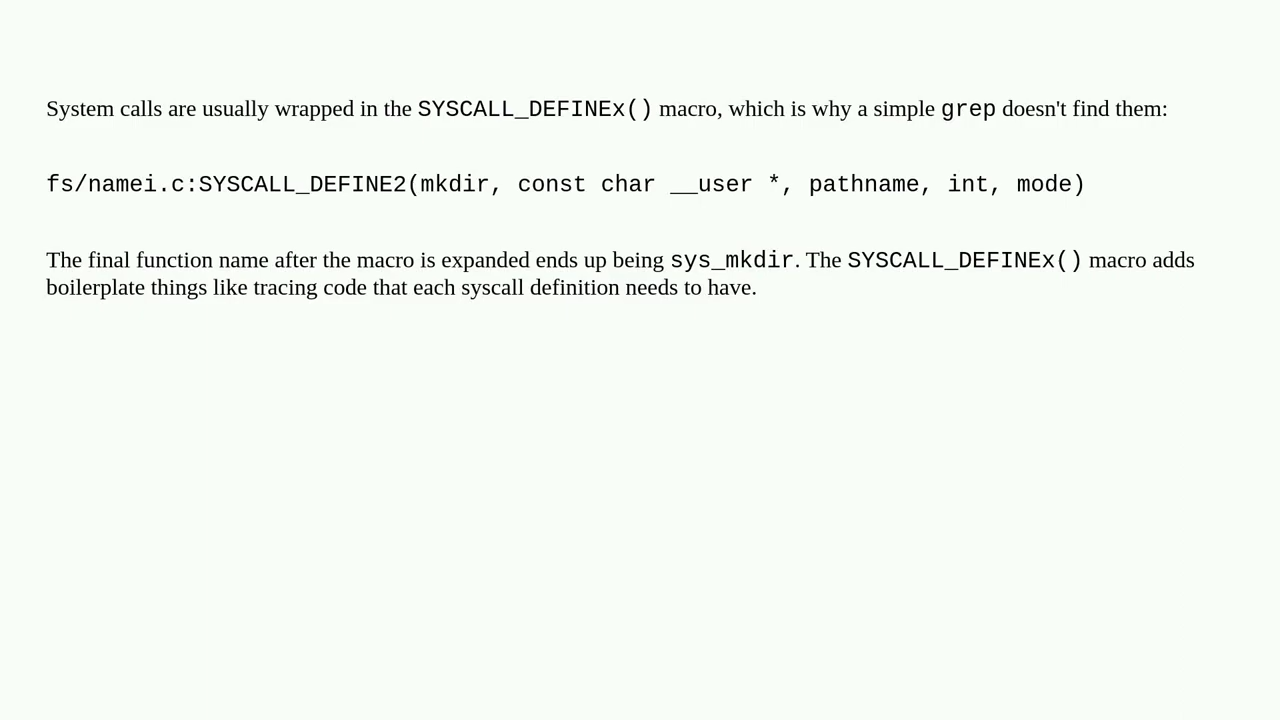 System calls are usually wrapped in the SYSCALL_DEFINEx() macro, which is why a simple grep doesn't find them:
fs/namei.c:SYSCALL_DEFINE2(mkdir, const char __user *, pathname, int, mode)
The final function name after the macro is expanded ends up being sys_mkdir. The SYSCALL_DEFINEx() macro adds
boilerplate things like tracing code that each syscall definition needs to have.